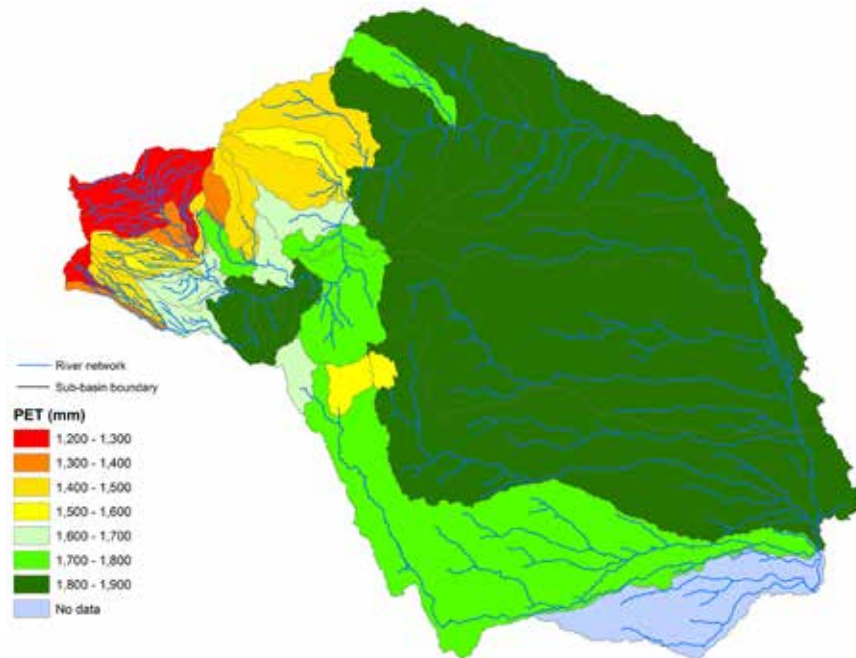 River network
Sub-basin boundary
PET (mm)
1,200 - 1,300
1,300 - 1,400
1,400 - 1,500
1,500 - 1,600
1,600 - 1,700
1,700 - 1,800
1,800 - 1,900
No data